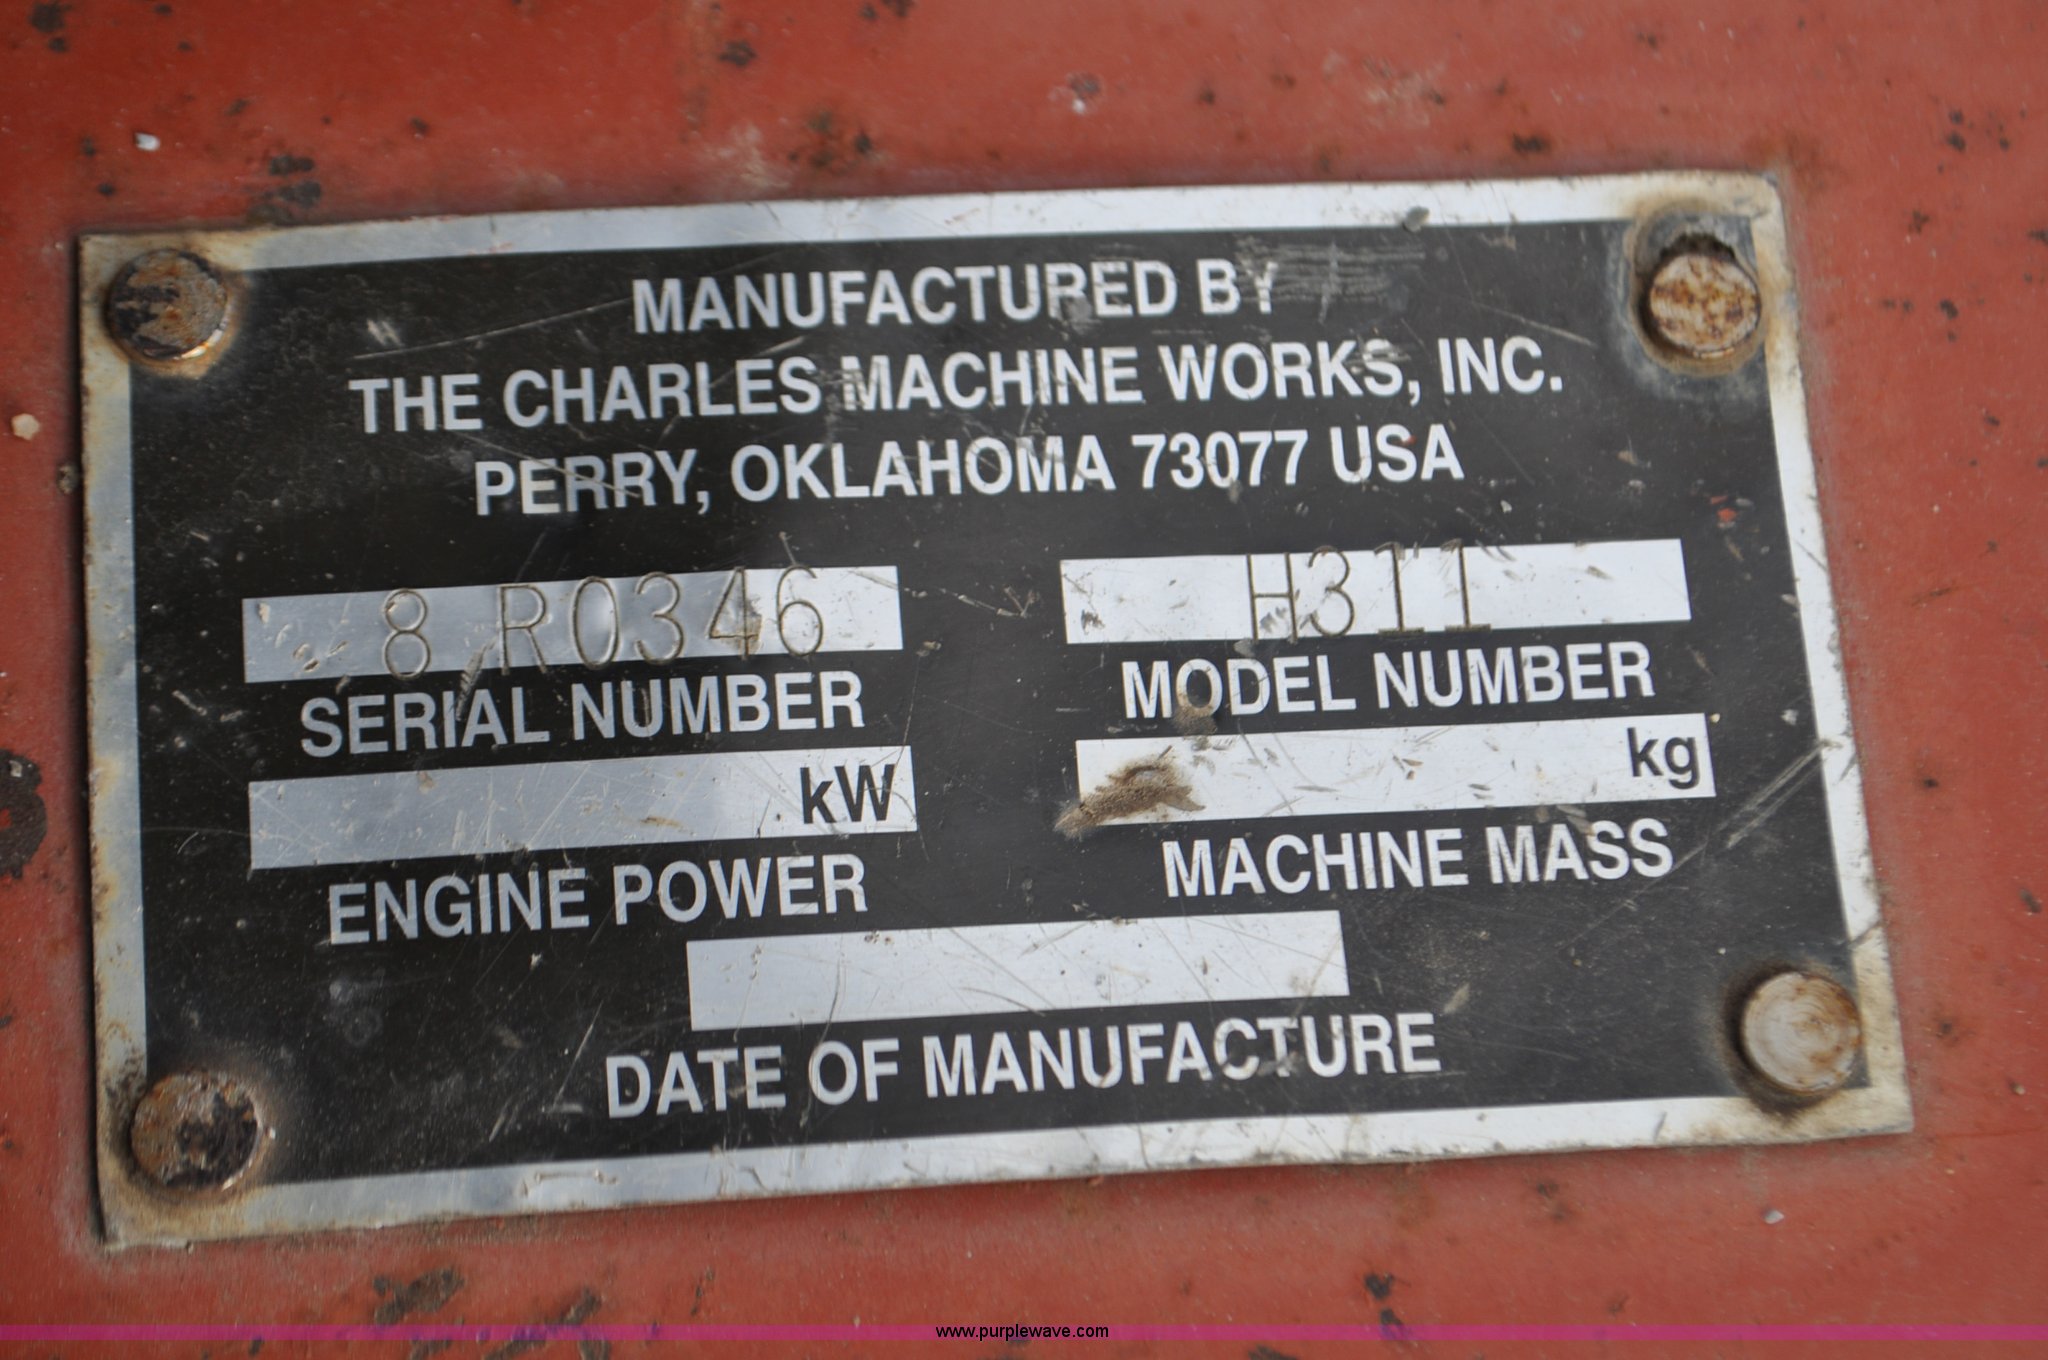 MANUFACTURED BY
THE CHARLES MACHINE WORKS, INC.
PERRY, OKLAHOMA 73077 USA
8 R0346 H311
SERIAL NUMBER MODEL NUMBER
kW kg
ENGINE POWER MACHINE MASS
DATE OF MANUFACTURE
www.purplewave.com